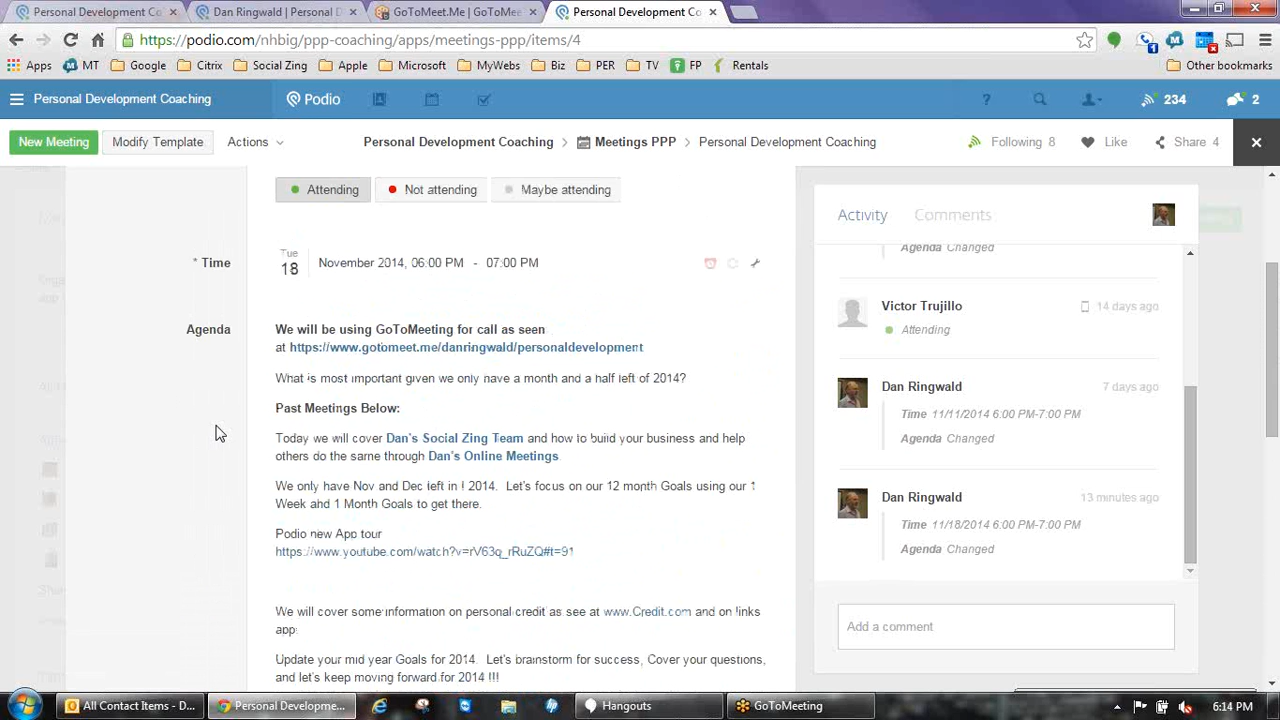 Personal Development Co
Dan Ringwald | Personal D
GoToMeet.Me | GoToMee
Personal Development Co
https://podio.com/nhbig/ppp-coaching/apps/meetings-ppp/items/4
Apps
MT
Google
Citrix
Social Zing
Apple
Microsoft
MyWebs
Biz
PER
TV
FP
Rentals
Other bookmarks
Personal Development Coaching
Podio
234
2
New Meeting
Modify Template
Actions
Personal Development Coaching
Meetings PPP
Personal Development Coaching
Following 8
Like
Share 4
Attending
Not attending
Maybe attending
* Time
Tue
18
November 2014, 06:00 PM - 07:00 PM
Agenda
We will be using GoToMeeting for call as seen
at https://www.gotomeet.me/danringwald/personaldevelopment
What is most important given we only have a month and a half left of 2014?
Past Meetings Below:
Today we will cover Dan's Social Zing Team and how to build your business and help
others do the same through Dan's Online Meetings
We only have Nov and Dec left in ! 2014. Let's focus on our 12 month Goals using our 1
Week and 1 Month Goals to get there.
Podio new App tour
https://www.youtube.com/watch?v=rV63q_rRuZQ#t=91
We will cover some information on personal credit as see at www.Credit.com and on links
app:
Update your mid year Goals for 2014. Let's brainstorm for success, Cover your questions,
and let's keep moving forward for 2014 !!!
Activity
Comments
Agenda Changed
Victor Trujillo
14 days ago
Attending
Dan Ringwald
7 days ago
Time 11/11/2014 6:00 PM-7:00 PM
Agenda Changed
Dan Ringwald
13 minutes ago
Time 11/18/2014 6:00 PM-7:00 PM
Agenda Changed
Add a comment
All Contact Items - D...
Personal Developme...
Hangouts
GoToMeeting
6:14 PM